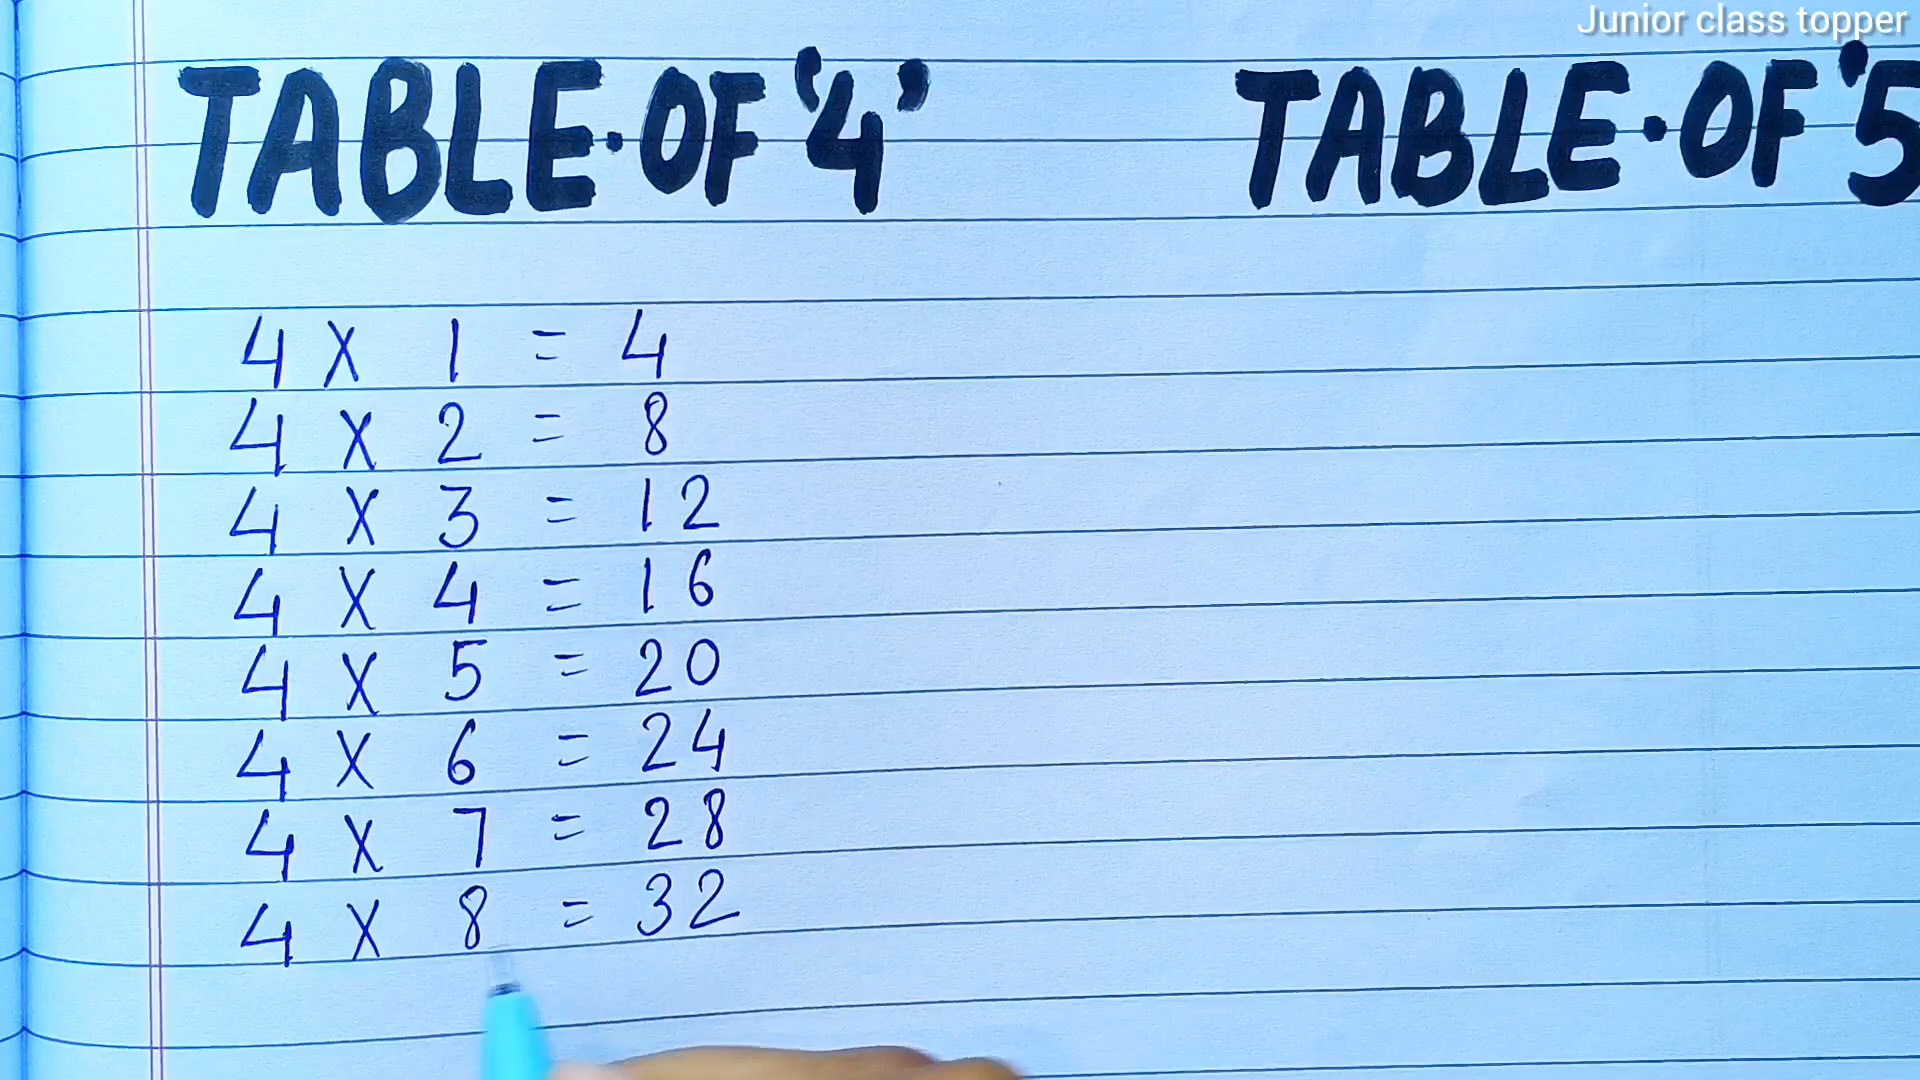 Junior class topper
TABLE.OF '4'
TABLE.OF '5
4 X 1 = 4
4 X 2 = 8
4 X 3 = 12
4 X 4 = 16
4 X 5 = 20
4 X 6 = 24
4 X 7 = 28
4 X 8 = 32